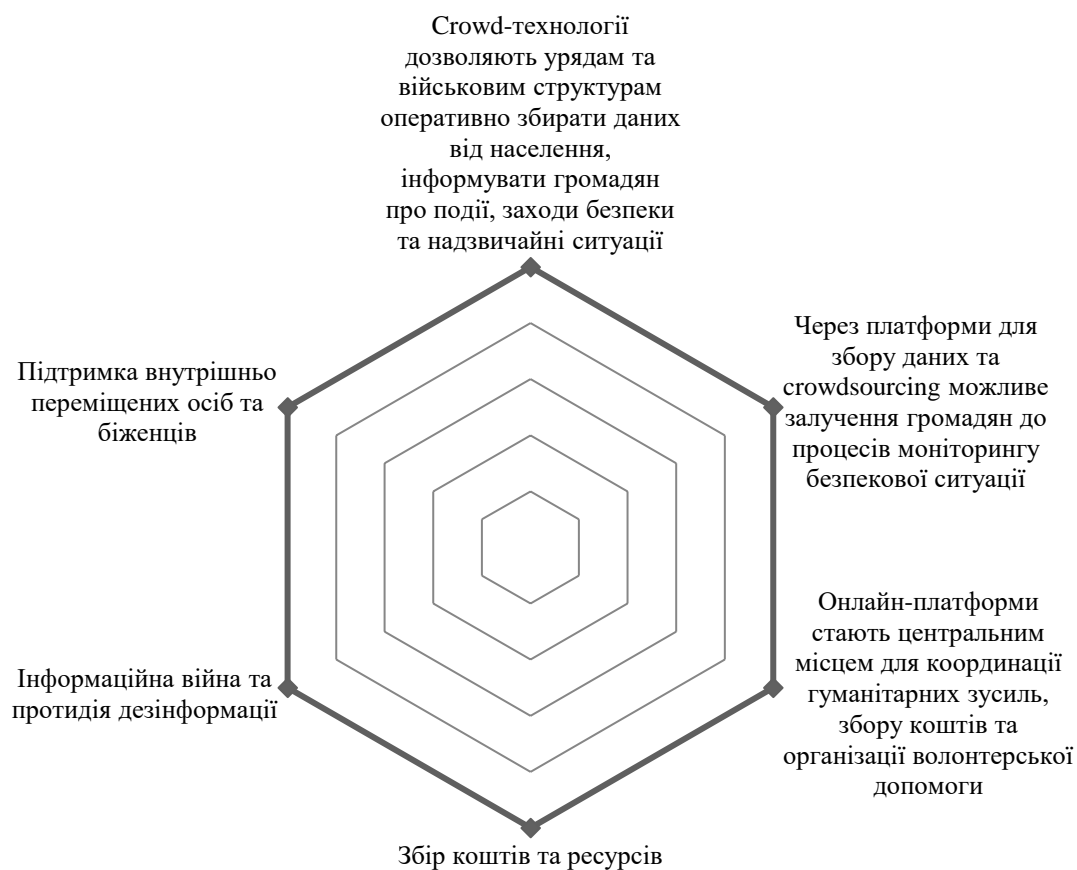 Crowd-технології
дозволяють урядам та
військовим структурам
оперативно збирати даних
від населення,
інформувати громадян
про події, заходи безпеки
та надзвичайні ситуації
Через платформи для
збору даних та
crowdsourcing можливе
залучення громадян до
процесів моніторингу
безпекової ситуації
Онлайн-платформи
стають центральним
місцем для координації
гуманітарних зусиль,
збору коштів та
організації волонтерської
допомоги
Збір коштів та ресурсів
Інформаційна війна та
протидія дезінформації
Підтримка внутрішньо
переміщених осіб та
біженців